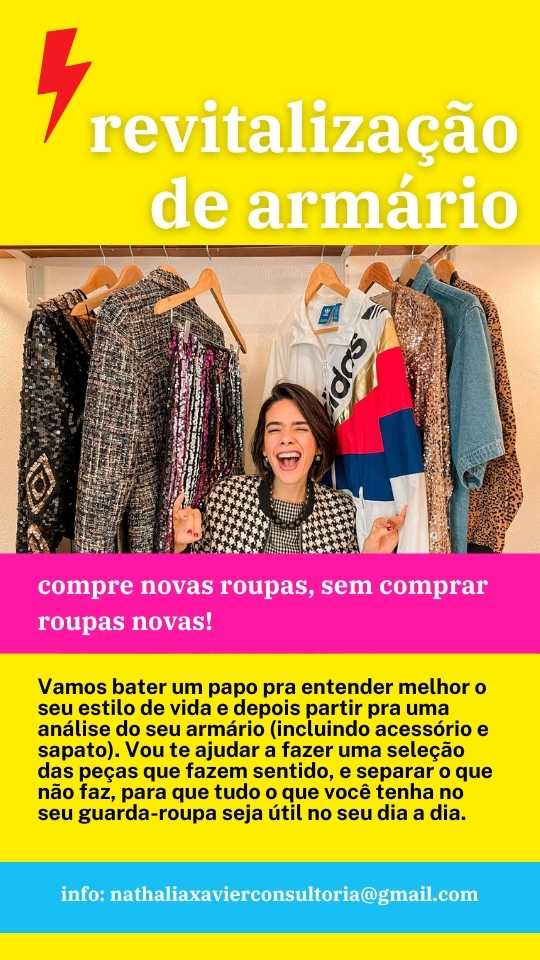 revitalização
de armário
adidas
compre novas roupas, sem comprar
roupas novas!
Vamos bater um papo pra entender melhor o
seu estilo de vida e depois partir pra uma
análise do seu armário (incluindo acessório e
sapato). Vou te ajudar a fazer uma seleção
das peças que fazem sentido, e separar o que
não faz, para que tudo o que você tenha no
seu guarda-roupa seja útil no seu dia a dia.
info: nathaliaxavierconsultoria@gmail.com